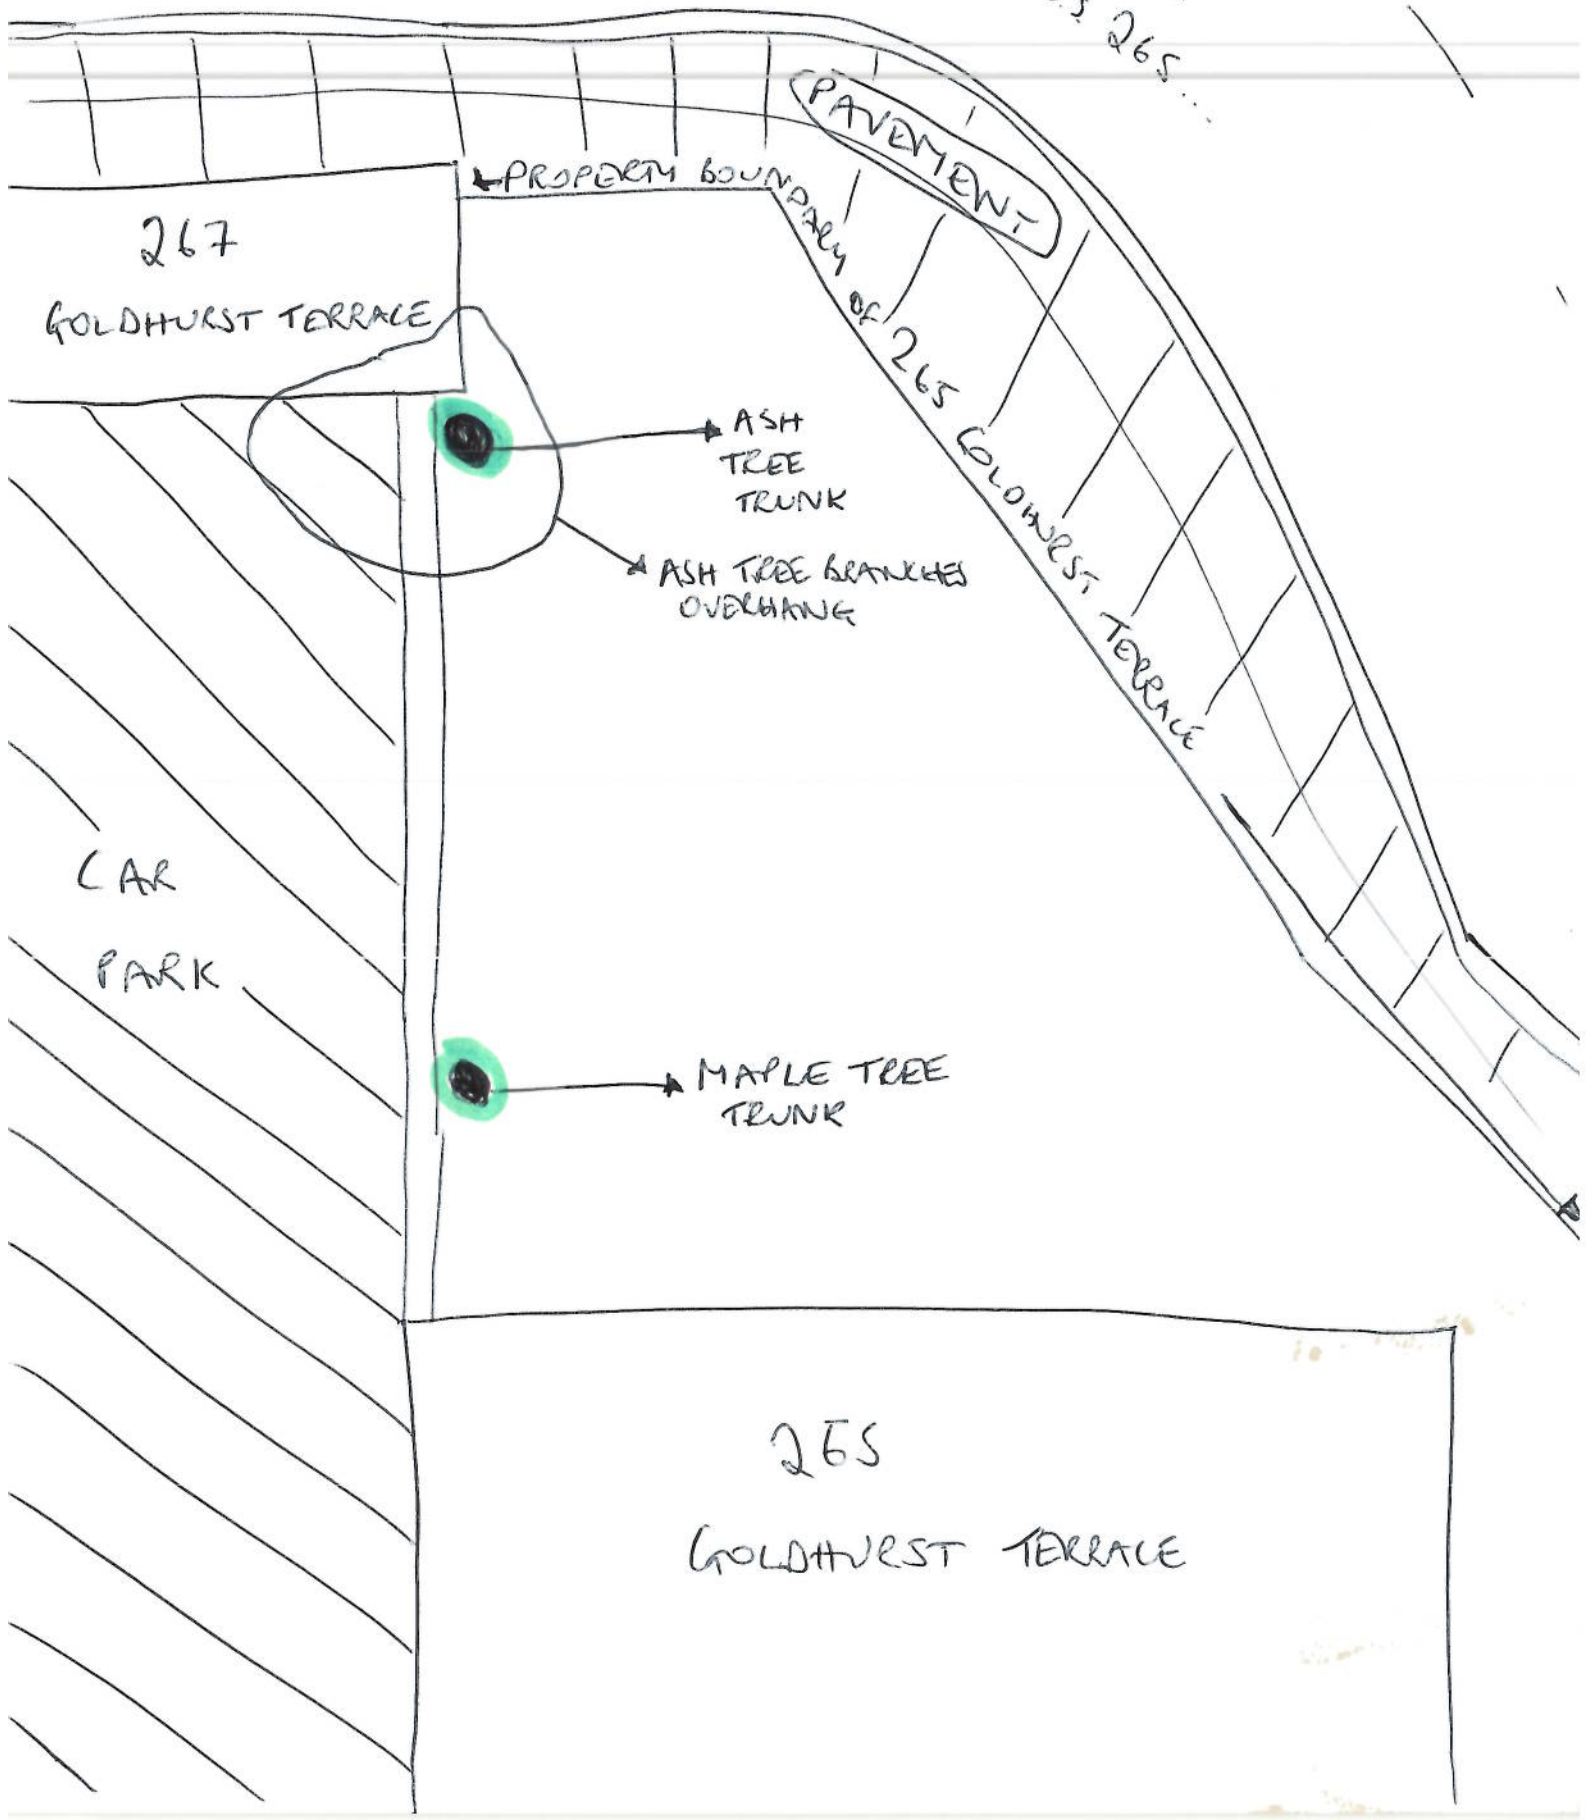 265...
PAVEMENT
PROPERTY BOUNDARY OF 265 GOLDHURST TERRACE
267
GOLDHURST TERRACE
ASH
TREE
TRUNK
ASH TREE BRANCHES
OVERHANG
CAR
PARK
MAPLE TREE
TRUNK
265
GOLDHURST TERRACE